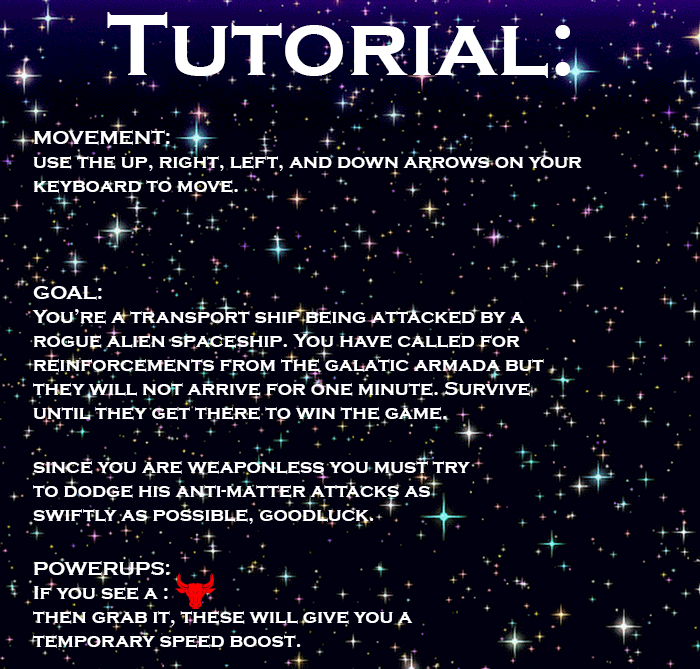 Tutorial:
MOVEMENT:
USE THE UP, RIGHT, LEFT, AND DOWN ARROWS ON YOUR
KEYBOARD TO MOVE.
GOAL:
You're a transport ship being attacked by a
rogue alien spaceship. You have called for
reinforcements from the galatic armada but
they will not arrive for one minute. Survive
until they get there to win the game.
since you are weaponless you must try
to dodge his anti-matter attacks as
swiftly as possible, goodluck.
POWERUPS:
If you see a :
then grab it, these will give you a
temporary speed boost.